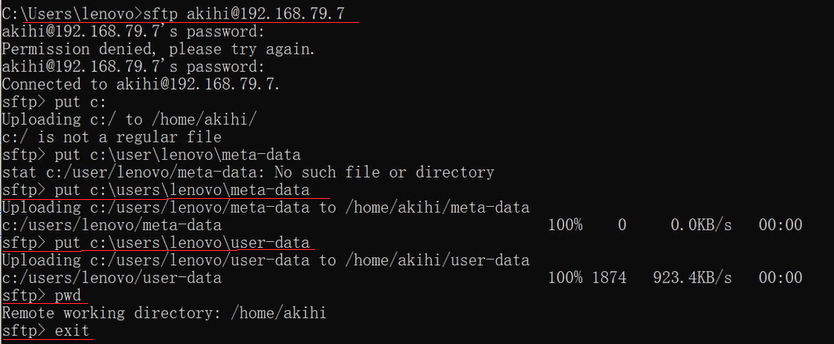 C:\Users\lenovo>sftp akihi@192.168.79.7
akihi@192.168.79.7's password:
Permission denied, please try again.
akihi@192.168.79.7's password:
Connected to akihi@192.168.79.7.
sftp> put c:
Uploading c:/ to /home/akihi/
c:/ is not a regular file
sftp> put c:\user\lenovo\meta-data
stat c:/user/lenovo/meta-data: No such file or directory
sftp> put c:\users\lenovo\meta-data
Uploading c:/users/lenovo/meta-data to /home/akihi/meta-data
c:/users/lenovo/meta-data 100% 0 0.0KB/s 00:00
sftp> put c:\users\lenovo\user-data
Uploading c:/users/lenovo/user-data to /home/akihi/user-data
c:/users/lenovo/user-data 100% 1874 923.4KB/s 00:00
sftp> pwd
Remote working directory: /home/akihi
sftp> exit